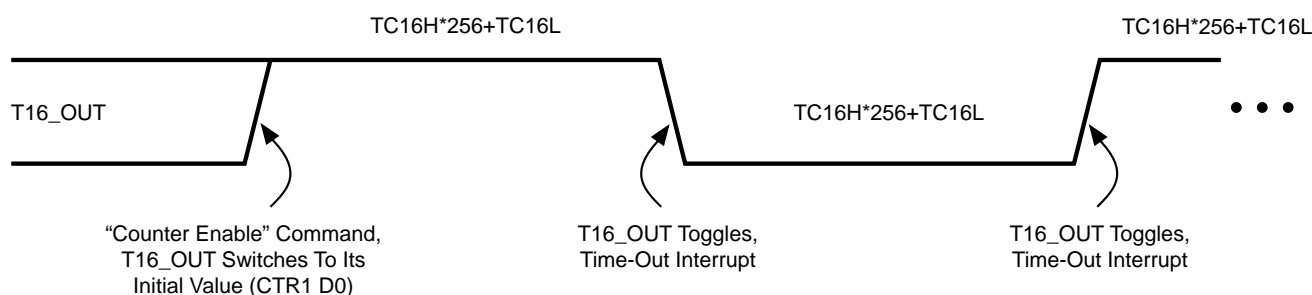 TC16H*256+TC16L
TC16H*256+TC16L
T16_OUT
TC16H*256+TC16L
“Counter Enable” Command,
T16_OUT Switches To Its
Initial Value (CTR1 D0)
T16_OUT Toggles,
Time-Out Interrupt
T16_OUT Toggles,
Time-Out Interrupt